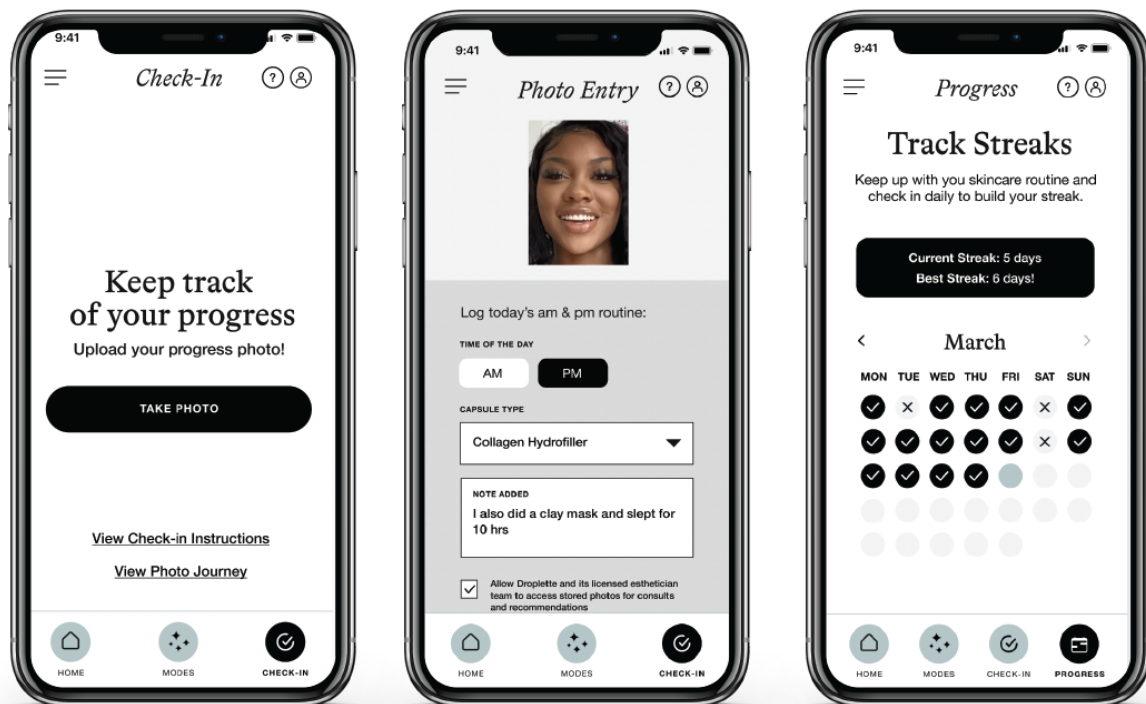 9:41
Check-In
?
Keep track
of your progress
Upload your progress photo!
TAKE PHOTO
View Check-in Instructions
View Photo Journey
HOME
MODES
CHECK-IN
9:41
Photo Entry
?
Log today's am & pm routine:
TIME OF THE DAY
AM
PM
CAPSULE TYPE
Collagen Hydrofiller
NOTE ADDED
I also did a clay mask and slept for
10 hrs
Allow Droplette and its licensed esthetician
team to access stored photos for consults
and recommendations
HOME
MODES
CHECK-IN
9:41
Progress
?
Track Streaks
Keep up with you skincare routine and
check in daily to build your streak.
Current Streak: 5 days
Best Streak: 6 days!
March
MON TUE WED THU FRI SAT SUN
HOME
MODES
CHECK-IN
PROGRESS